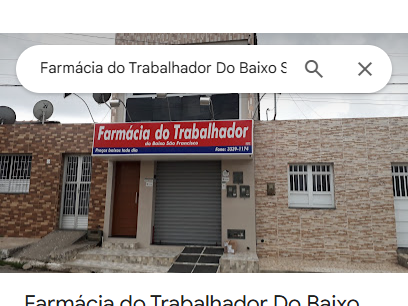 Farmácia do Trabalhador Do Baixo S
Farmácia do Trabalhador
do Baixo São Francisco
Preços baixos todo dia Fone: 3339-1174
Farmácia do Trabalhador Do Baixo